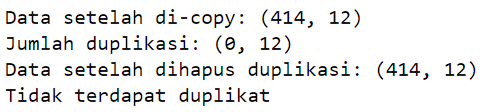 Data setelah di-copy: (414, 12)
Jumlah duplikasi: (0, 12)
Data setelah dihapus duplikasi: (414, 12)
Tidak terdapat duplikat